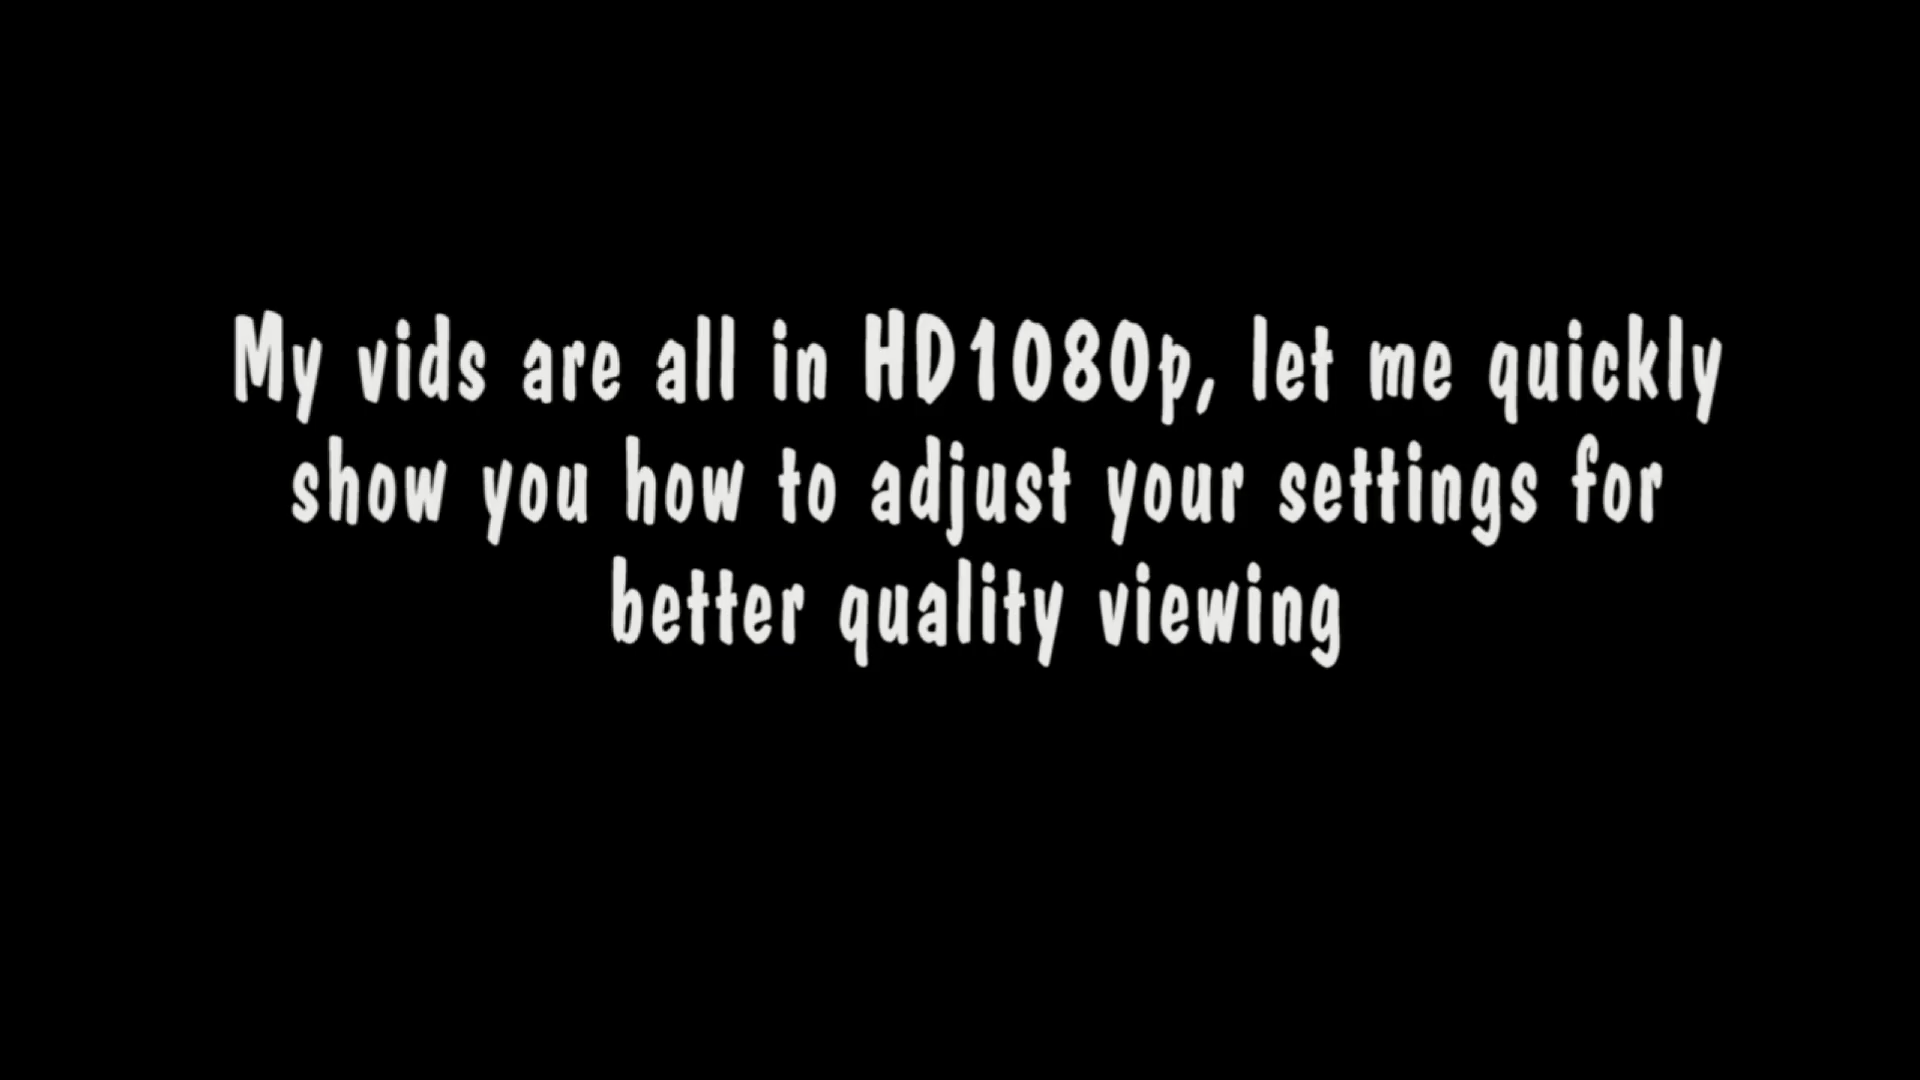 My vids are all in HD1080p, let me quickly
show you how to adjust your settings for
better quality viewing